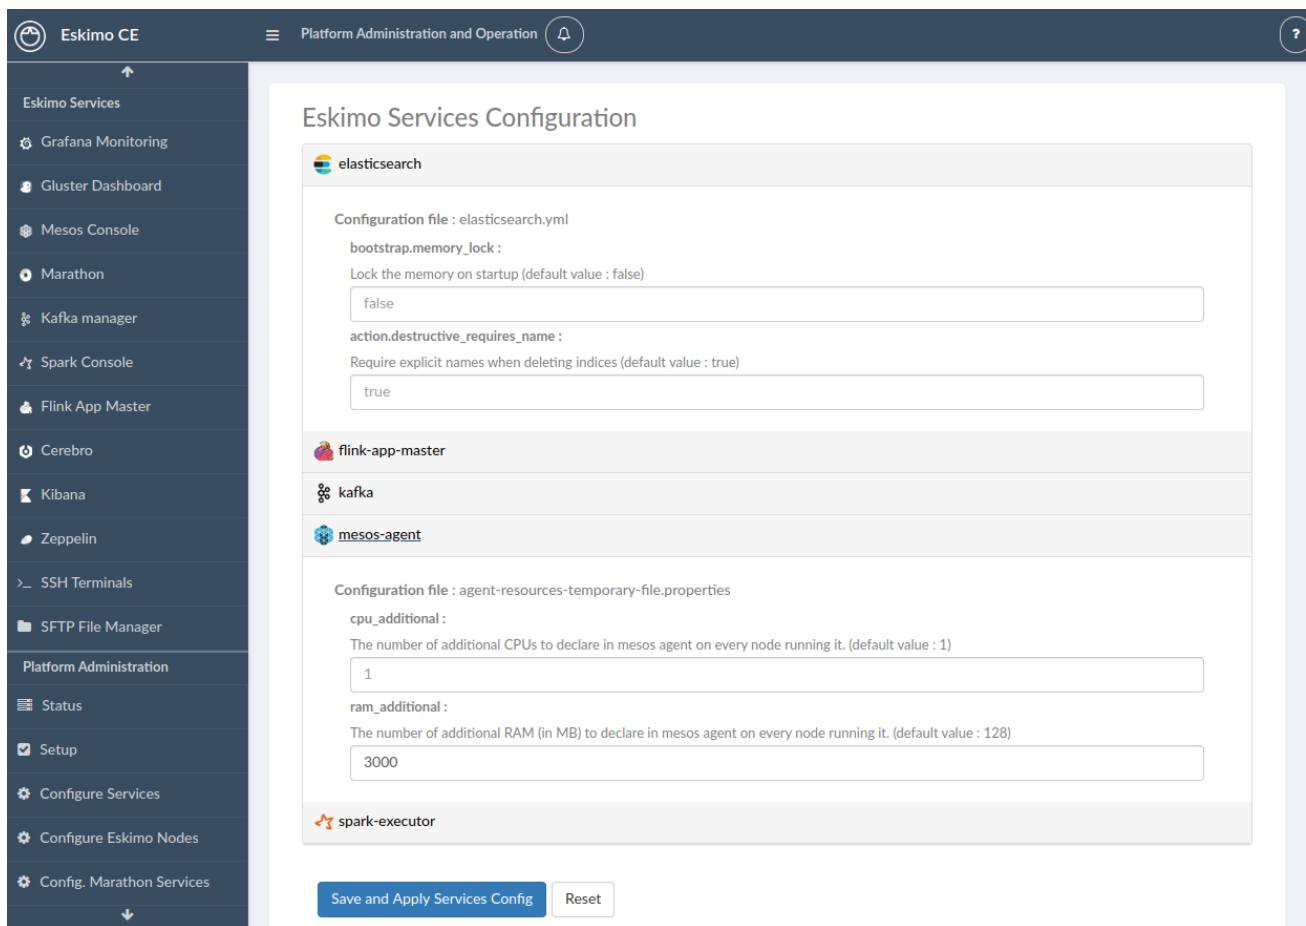 Eskimo CE
Platform Administration and Operation
?
Eskimo Services
Grafana Monitoring
Gluster Dashboard
Mesos Console
Marathon
Kafka manager
Spark Console
Flink App Master
Cerebro
Kibana
Zeppelin
SSH Terminals
SFTP File Manager
Platform Administration
Status
Setup
Configure Services
Configure Eskimo Nodes
Config. Marathon Services
Eskimo Services Configuration
elasticsearch
Configuration file : elasticsearch.yml
bootstrap.memory_lock :
Lock the memory on startup (default value : false)
false
action.destructive_requires_name :
Require explicit names when deleting indices (default value : true)
true
flink-app-master
kafka
mesos-agent
Configuration file : agent-resources-temporary-file.properties
cpu_additional :
The number of additional CPUs to declare in mesos agent on every node running it. (default value : 1)
1
ram_additional :
The number of additional RAM (in MB) to declare in mesos agent on every node running it. (default value : 128)
3000
spark-executor
Save and Apply Services Config
Reset